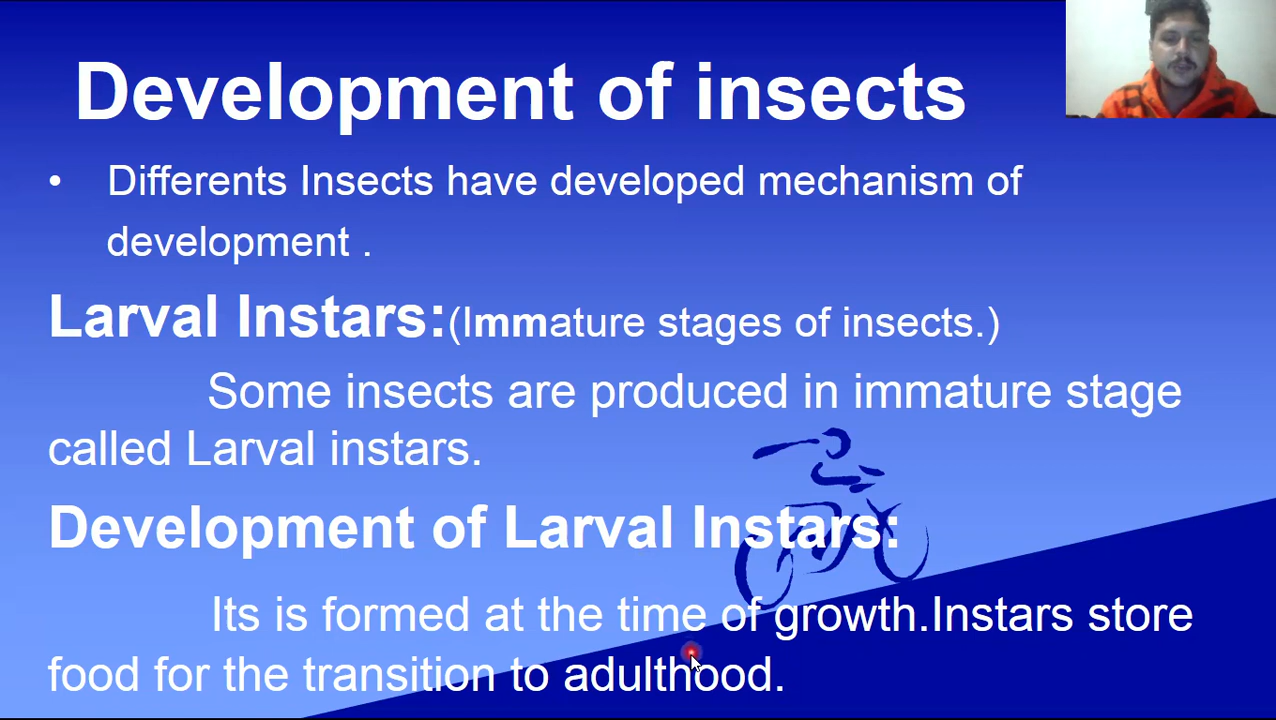 Development of insects
• Differents Insects have developed mechanism of
development .
Larval Instars:(Immature stages of insects.)
Some insects are produced in immature stage
called Larval instars.
Development of Larval Instars:
Its is formed at the time of growth.Instars store
food for the transition to adulthood.